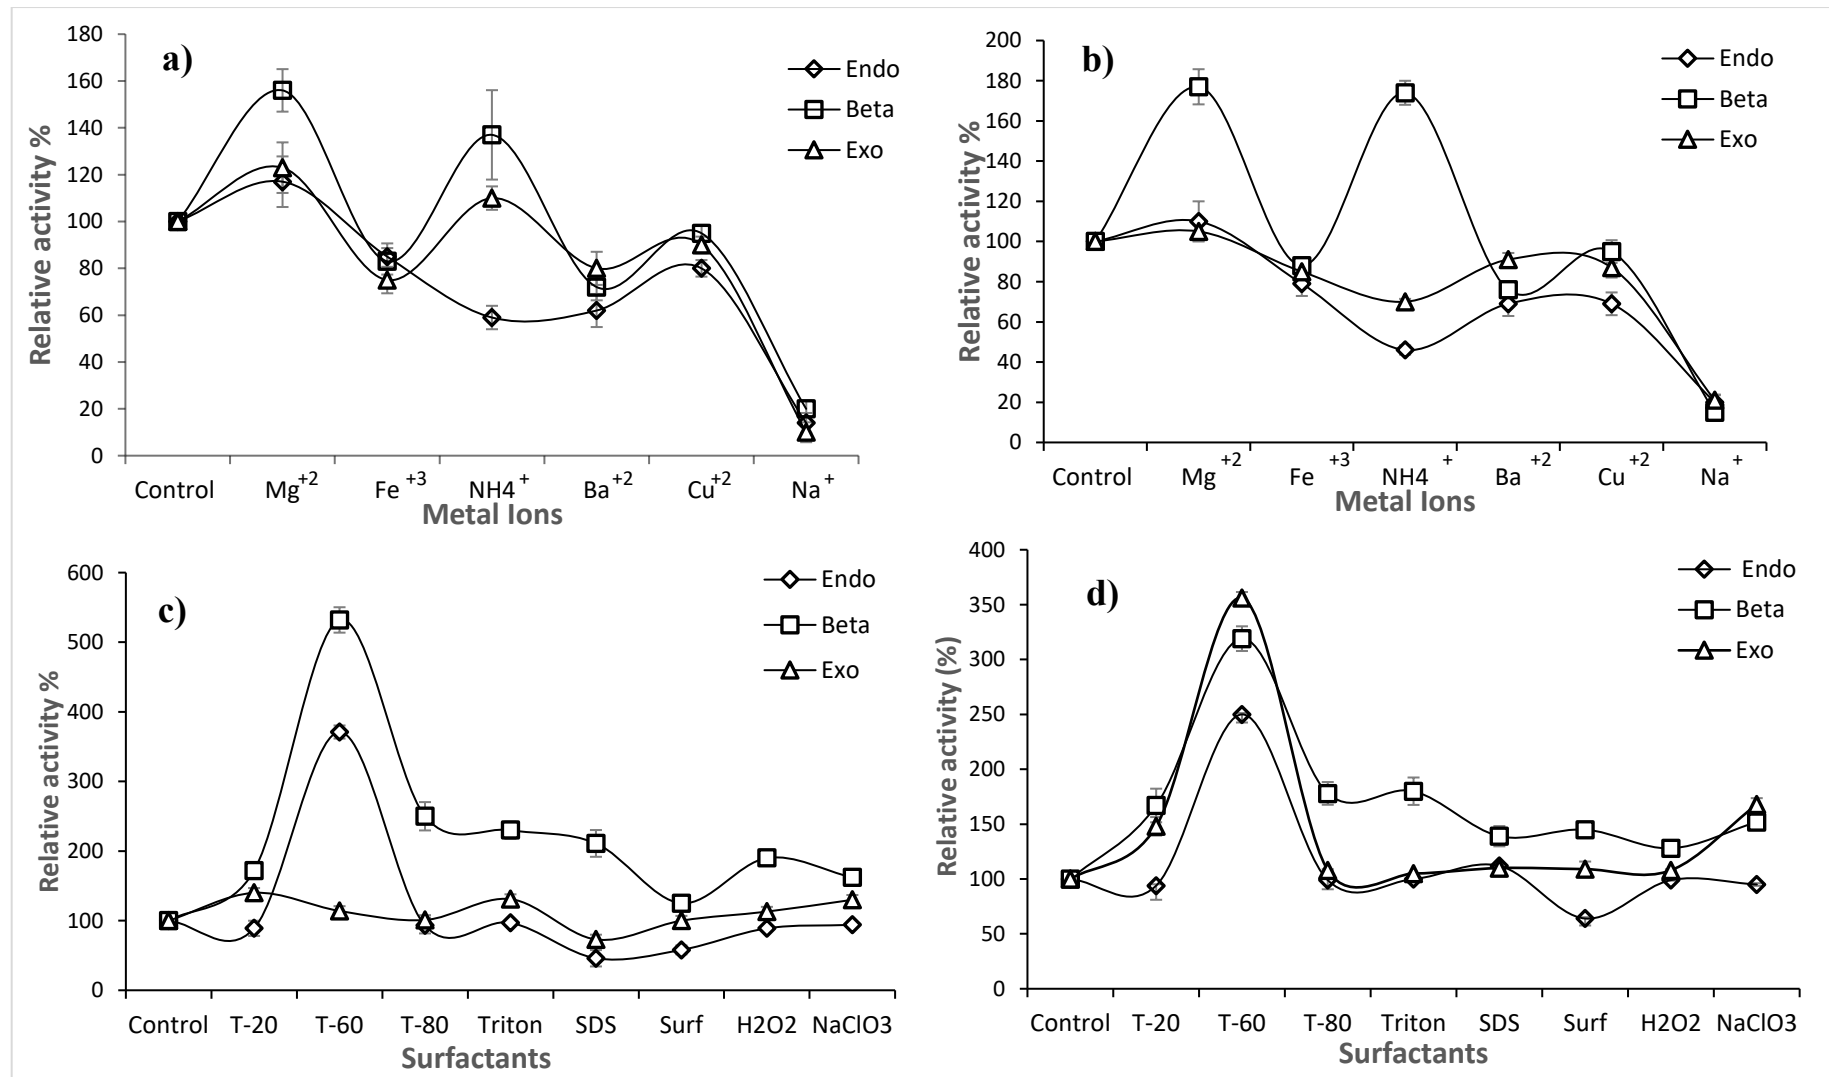 a)
180
160
140
120
100
80
60
40
20
0
Relative activity %
Endo
Beta
Exo
Control Mg+2 Fe +3 NH4 + Ba+2 Cu+2 Na +
Metal Ions
b)
200
180
160
140
120
100
80
60
40
20
0
Relative activity %
Endo
Beta
Exo
Control Mg +2 Fe +3 NH4 + Ba +2 Cu +2 Na +
Metal Ions
c)
600
500
400
300
200
100
0
Relative activity %
Endo
Beta
Exo
Control T-20 T-60 T-80 Triton SDS Surf H2O2 NaClO3
Surfactants
d)
400
350
300
250
200
150
100
50
0
Relative activity (%)
Endo
Beta
Exo
Control T-20 T-60 T-80 Triton SDS Surf H2O2 NaClO3
Surfactants